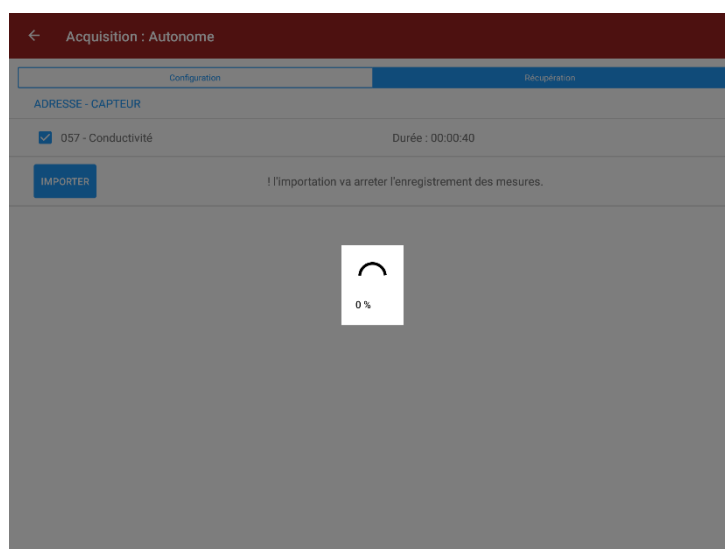 Acquisition : Autonome
Configuration
Récupération
ADRESSE - CAPTEUR
057 - Conductivité
Durée : 00:00:40
IMPORTER
! l'importation va arreter l'enregistrement des mesures.
0 %